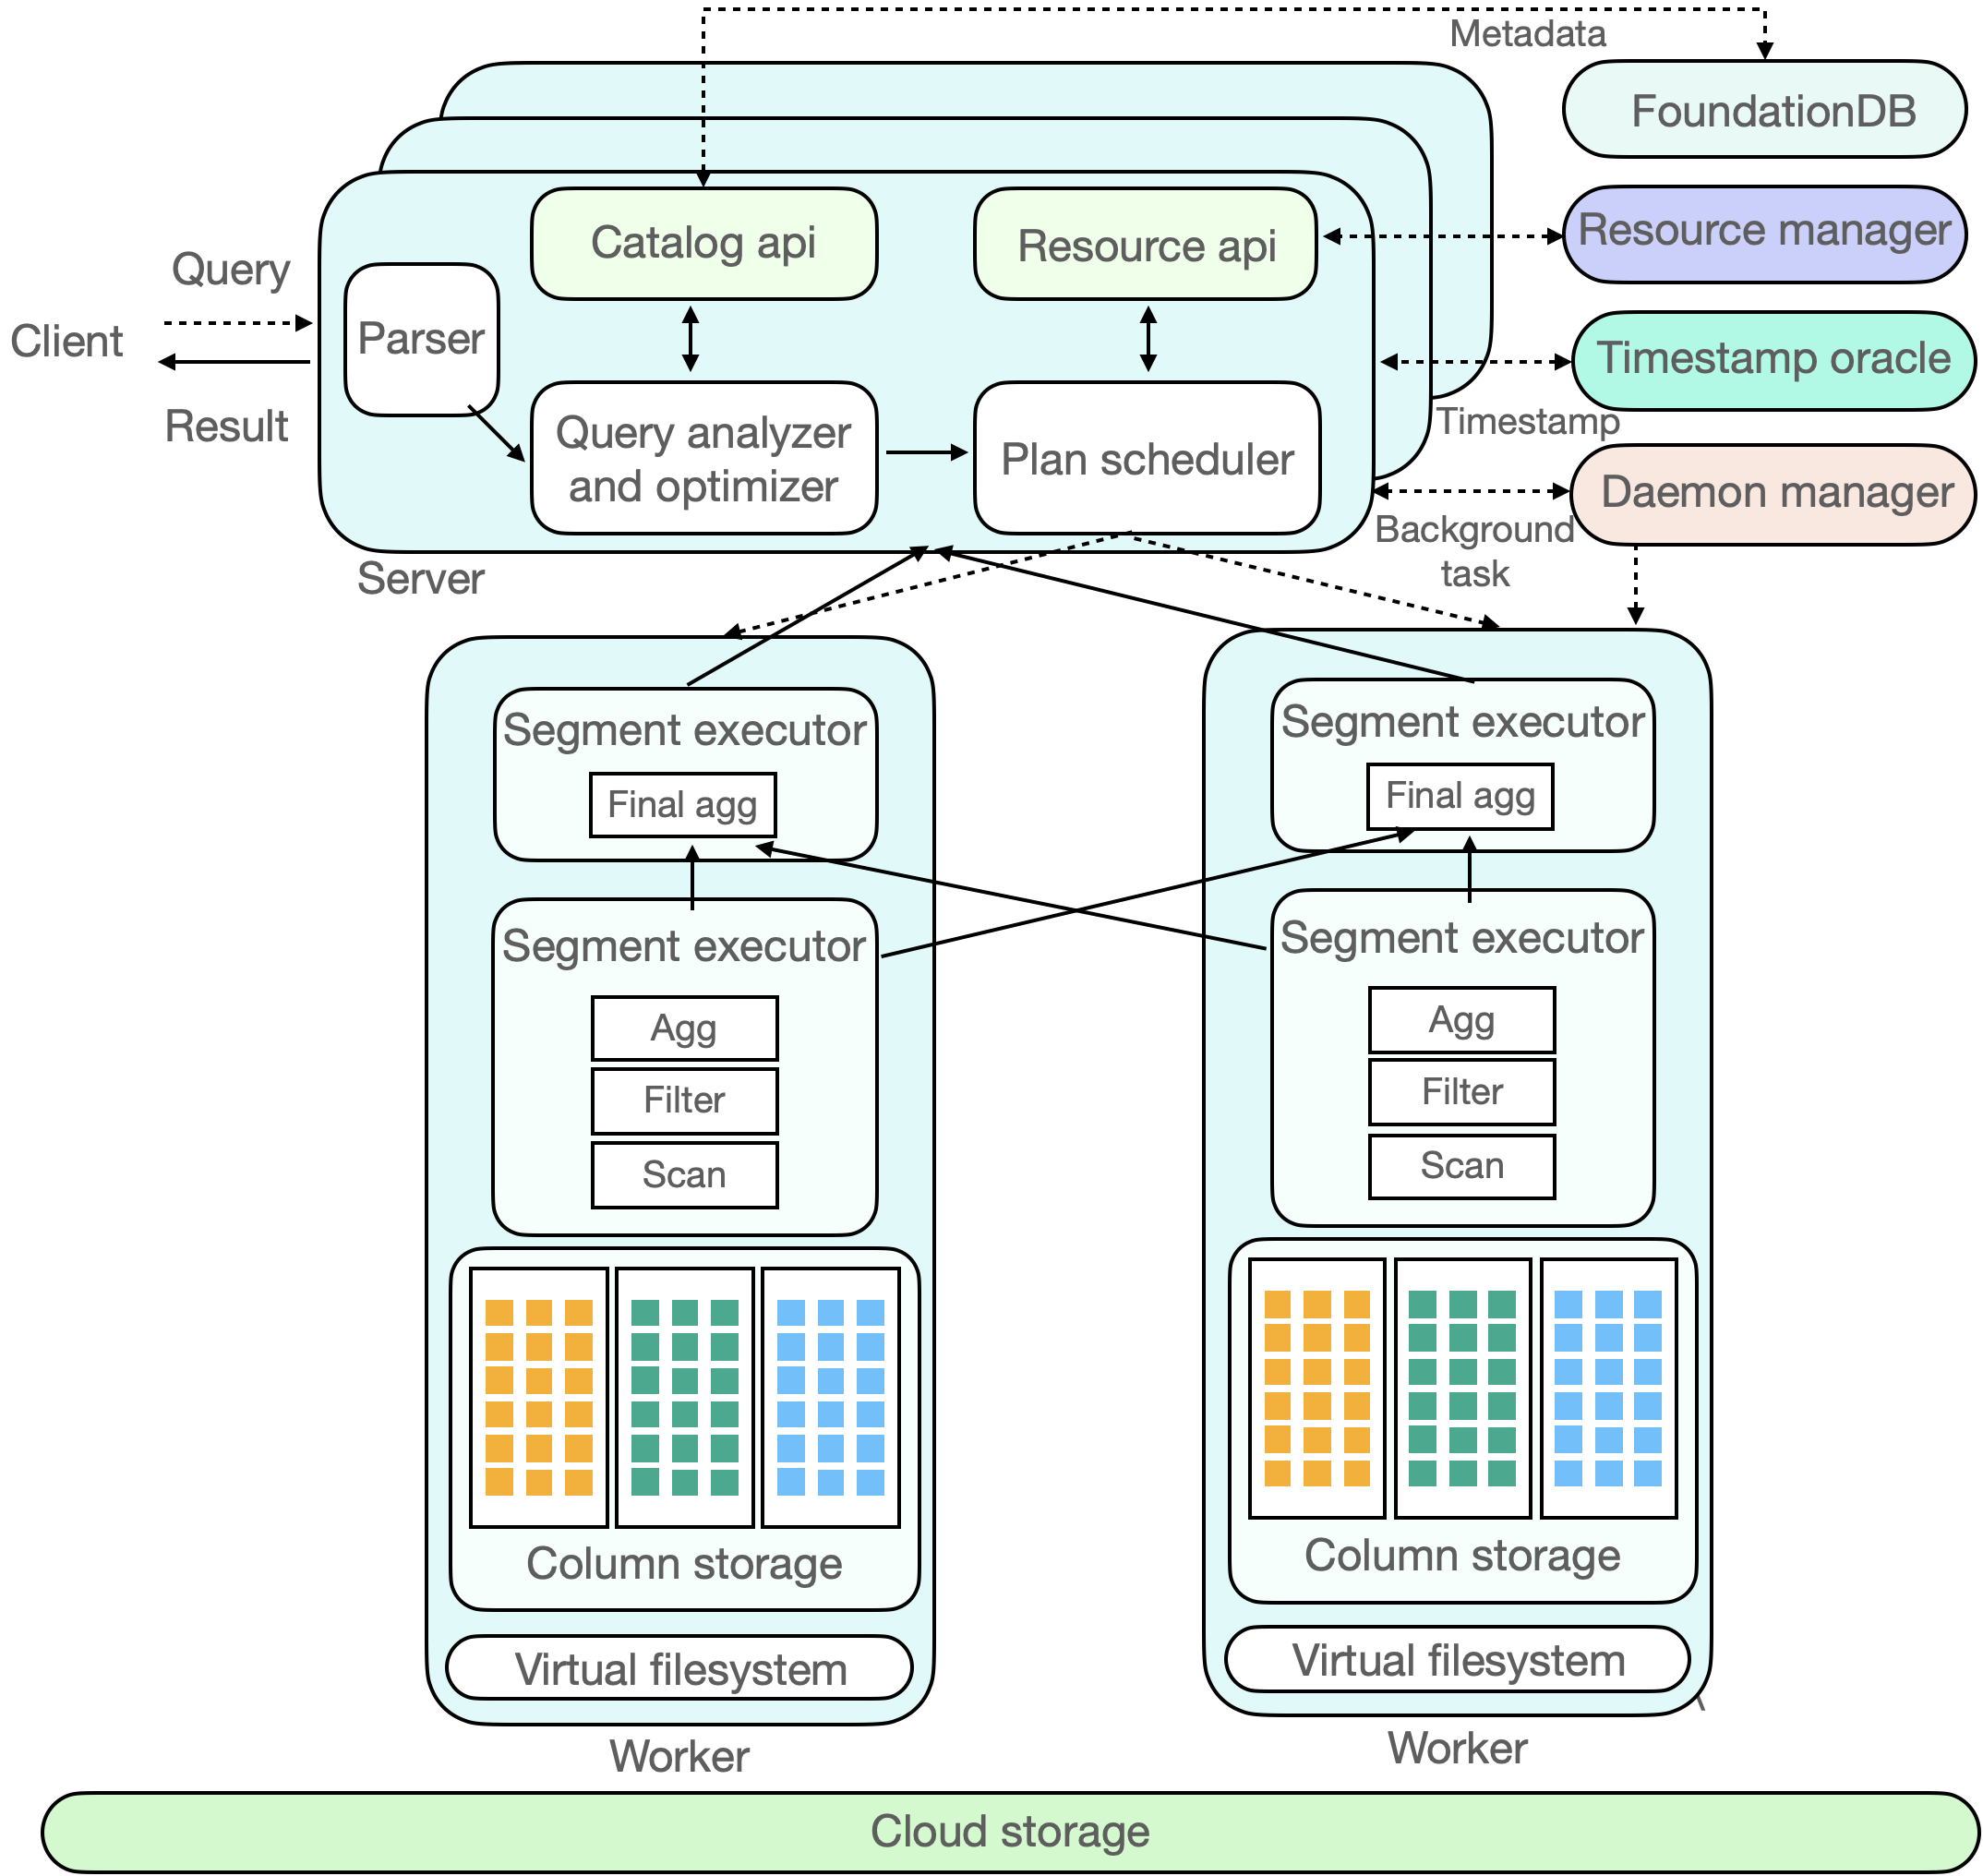 Metadata
FoundationDB
Catalog api
Resource api
Resource manager
Query
Client
Result
Parser
Timestamp oracle
Timestamp
Query analyzer
and optimizer
Plan scheduler
Daemon manager
Background
task
Server
Segment executor
Final agg
Segment executor
Agg
Filter
Scan
Column storage
Virtual filesystem
Worker
Segment executor
Final agg
Segment executor
Agg
Filter
Scan
Column storage
Virtual filesystem
Worker
Cloud storage